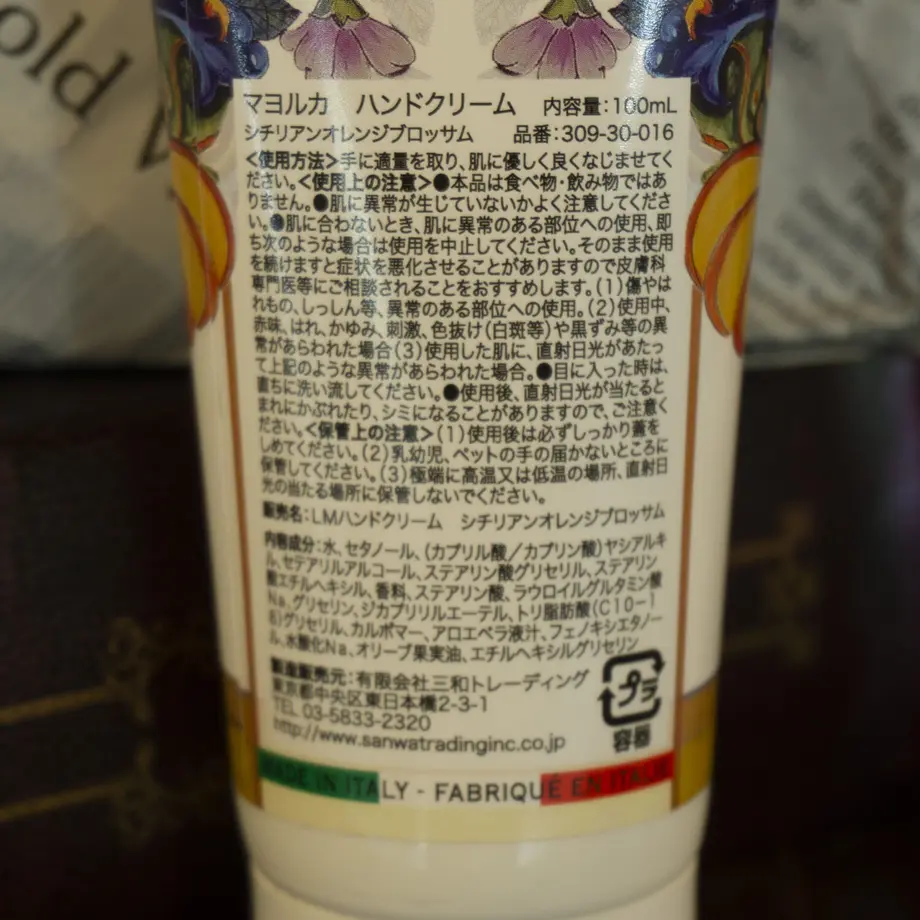 old
マヨルカ　ハンドクリーム　内容量：100mL
シチリアンオレンジブロッサム　品番：309-30-016
＜使用方法＞手に適量を取り、肌に優しく良くなじませてく
ださい。＜使用上の注意＞●本品は食べ物・飲み物ではあ
りません。●肌に異常が生じていないかよく注意してくださ
い。●肌に合わないとき、肌に異常のある部位への使用、即
ち次のような場合は使用を中止してください。そのまま使用
を続けますと症状を悪化させることがありますので皮膚科
専門医等にご相談されることをおすすめします。（1）傷やは
れもの、しっしん等、異常のある部位への使用。（2）使用中、
赤味、はれ、かゆみ、刺激、色抜け（白斑等）や黒ずみ等の異
常があらわれた場合（3）使用した肌に、直射日光があたっ
て上記のような異常があらわれた場合。●目に入った時は、
直ちに洗い流してください。●使用後、直射日光が当たると
まれにかぶれたり、シミになることがありますので、ご注意く
ださい。＜保管上の注意＞（1）使用後は必ずしっかり蓋を
しめてください。（2）乳幼児、ペットの手の届かないところに
保管してください。（3）極端に高温又は低温の場所、直射日
光の当たる場所に保管しないでください。
販売名：LMハンドクリーム　シチリアンオレンジブロッサム
内容成分：水、セタノール、（カプリル酸／カプリン酸）ヤシアルキ
ル、セテアリルアルコール、ステアリン酸グリセリル、ステアリン
酸エチルヘキシル、香料、ステアリン酸、ラウロイルグルタミン酸
Na、グリセリン、ジカプリリルエーテル、トリ脂肪酸（C10-1
8）グリセリル、カルボマー、アロエベラ液汁、フェノキシエタノー
ル、水酸化Na、オリーブ果実油、エチルヘキシルグリセリン
製造販売元：有限会社三和トレーディング
東京都中央区東日本橋2-3-1
TEL 03-5833-2320
http://www.sanwatradinginc.co.jp
プラ
容器
MADE IN ITALY - FABRIQUÉ EN ITALIE